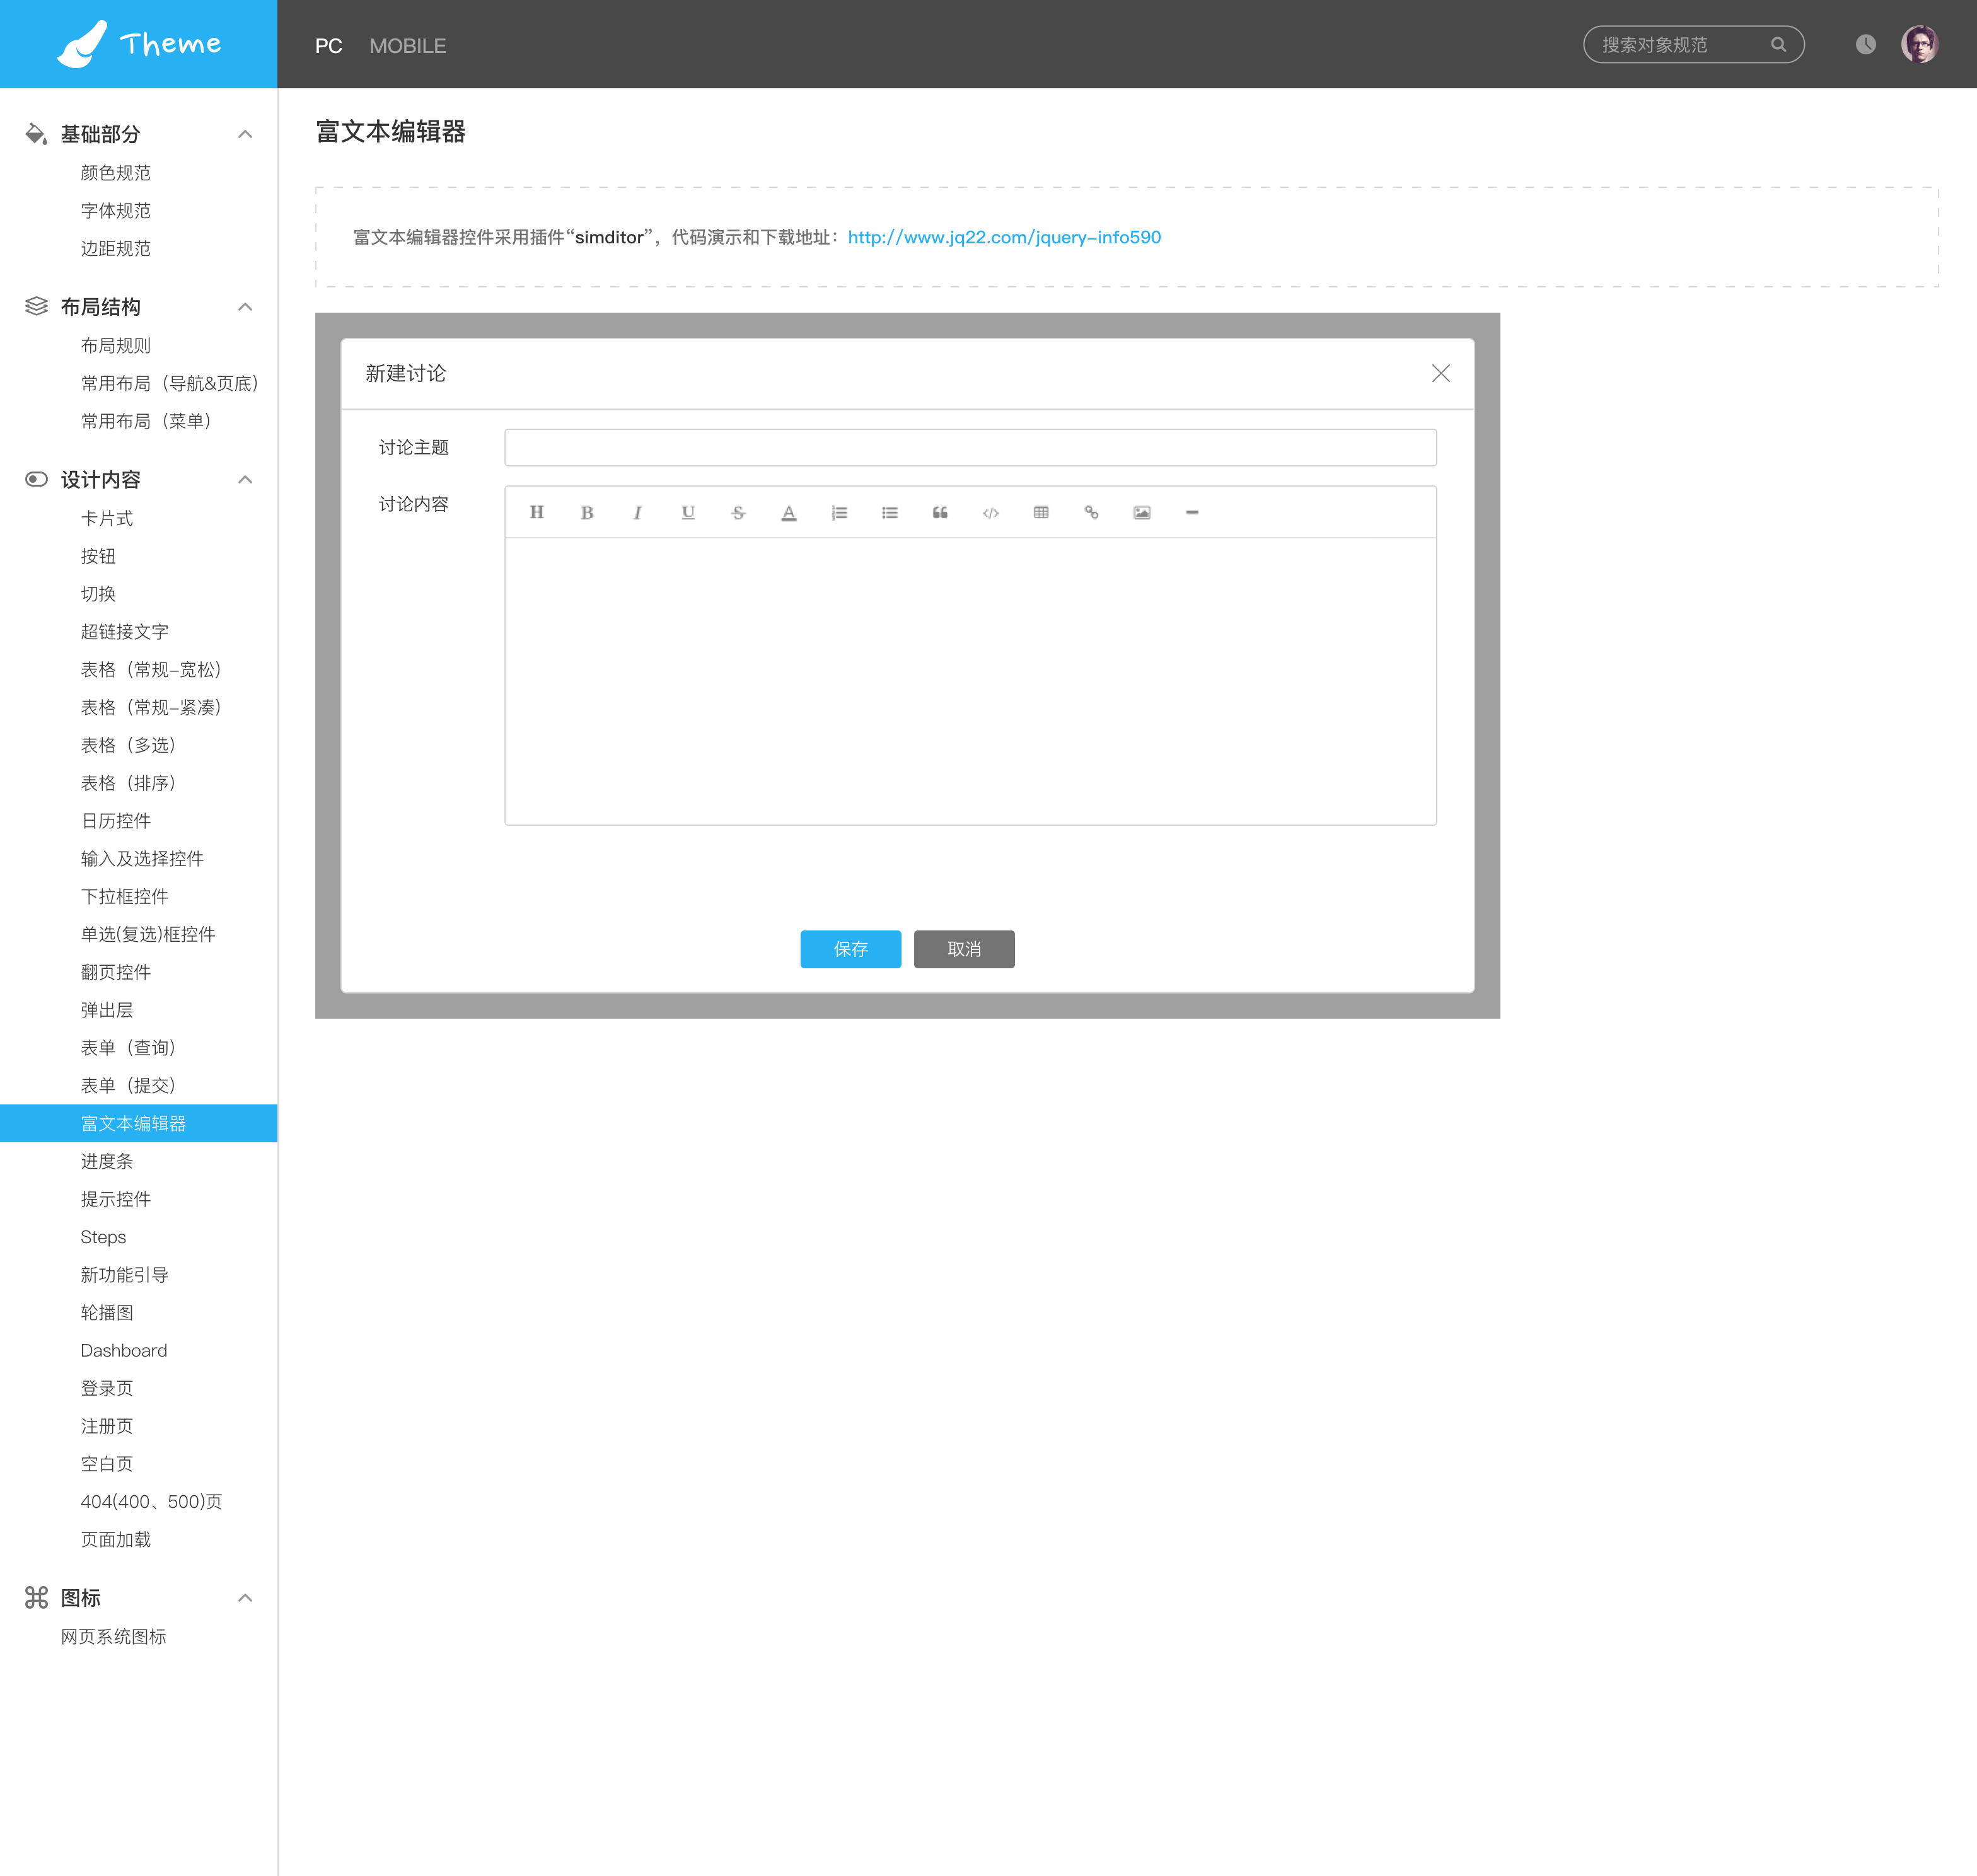 Theme
PC MOBILE
搜索对象规范
基础部分
颜色规范
字体规范
边距规范
布局结构
布局规则
常用布局（导航&页底）
常用布局（菜单）
设计内容
卡片式
按钮
切换
超链接文字
表格（常规-宽松）
表格（常规-紧凑）
表格（多选）
表格（排序）
日历控件
输入及选择控件
下拉框控件
单选(复选)框控件
翻页控件
弹出层
表单（查询）
表单（提交）
富文本编辑器
进度条
提示控件
Steps
新功能引导
轮播图
Dashboard
登录页
注册页
空白页
404(400、500)页
页面加载
图标
网页系统图标
富文本编辑器
富文本编辑器控件采用插件“simditor”，代码演示和下载地址：http://www.jq22.com/jquery-info590
新建讨论
讨论主题
讨论内容
H B I U S A
保存 取消